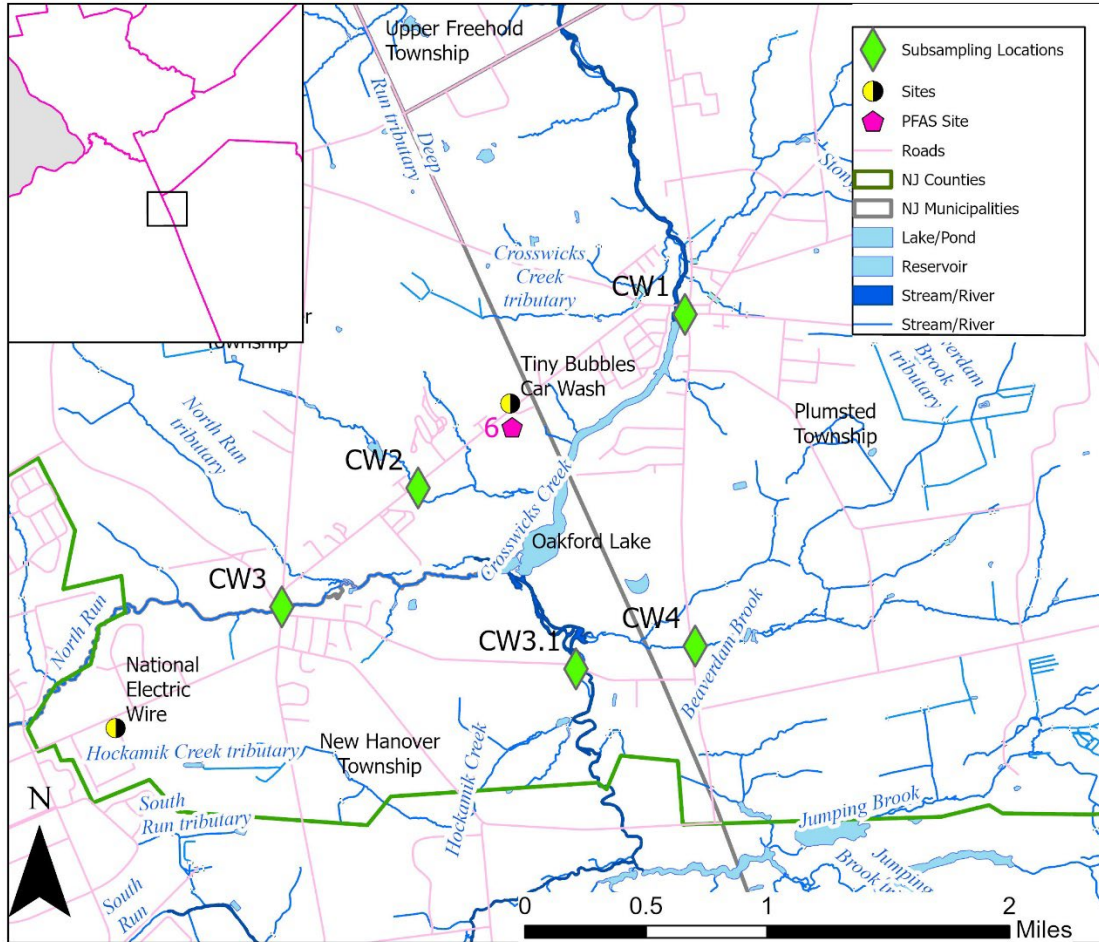 Upper Freehold
Township
Run tributary
Deep
Stony
Crosswicks
Creek
tributary
CW1
Tiny Bubbles
Car Wash
6
Plumsted
Township
Brook
tributary
North Run
tributary
CW2
Crosswicks Creek
Oakford Lake
CW3
CW4
CW3.1
Beaverdam Brook
North Run
National
Electric
Wire
Hockamik Creek tributary
New Hanover
Township
Hockamik Creek
South
Run tributary
South
Run
Jumping Brook
Jumping
Brook
N
0 0.5 1 2
Miles
Subsampling Locations
Sites
PFAS Site
Roads
NJ Counties
NJ Municipalities
Lake/Pond
Reservoir
Stream/River
Stream/River